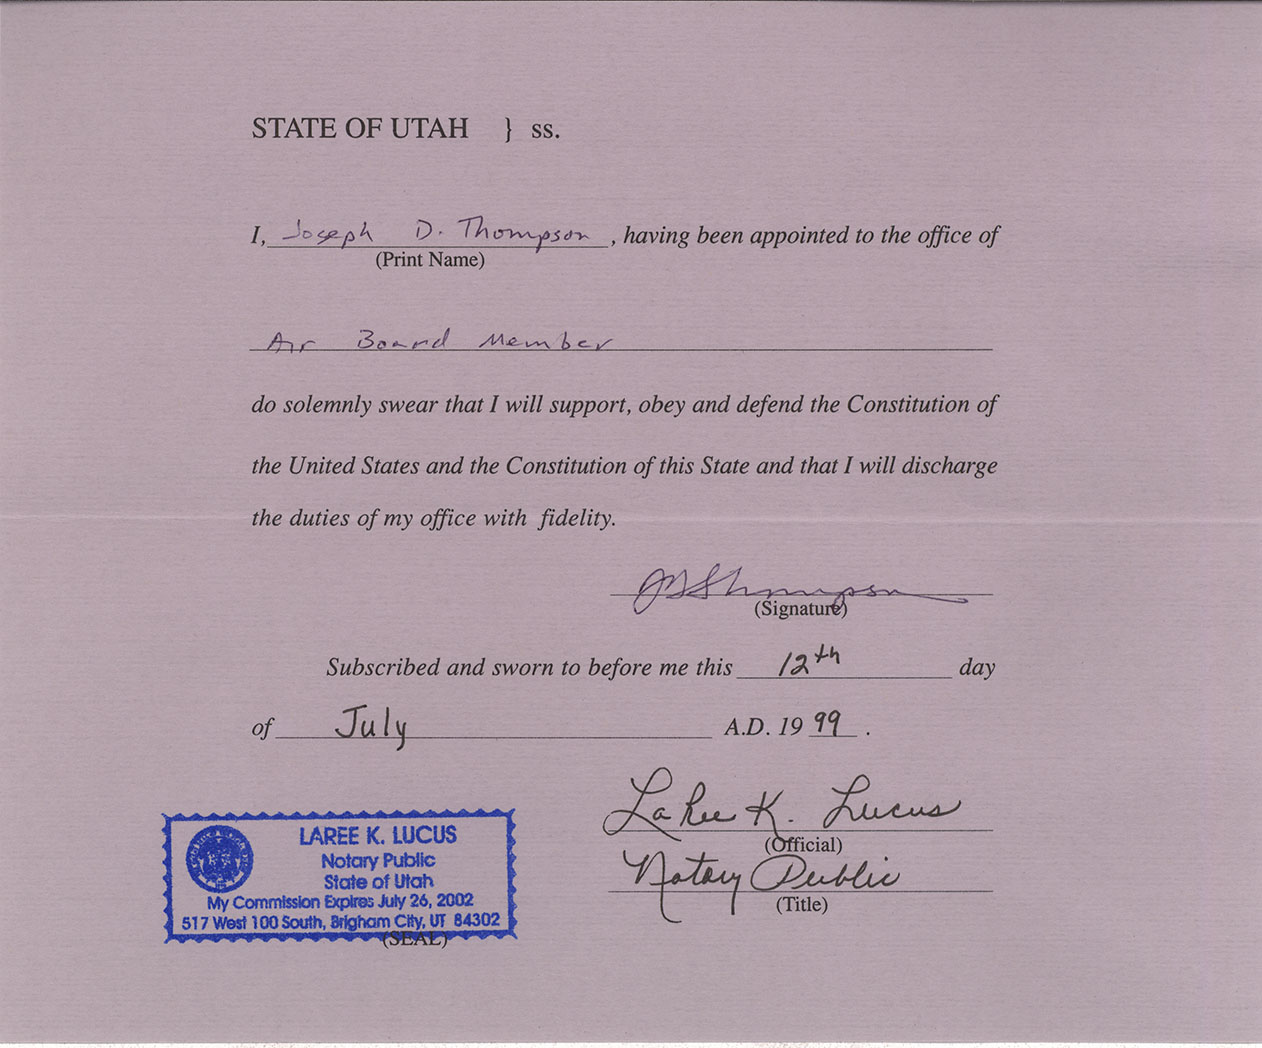 STATE OF UTAH } ss.
I, Joseph D. Thompson, having been appointed to the office of
(Print Name)
Air Board Member
do solemnly swear that I will support, obey and defend the Constitution of
the United States and the Constitution of this State and that I will discharge
the duties of my office with fidelity.
JD Thompson
(Signature)
Subscribed and sworn to before me this 12th day
of July A.D. 19 99 .
LaRee K. Lucus
(Official)
Notary Public
(Title)
LAREE K. LUCUS
Notary Public
State of Utah
My Commission Expires July 26, 2002
517 West 100 South, Brigham City, UT 84302
(SEAL)